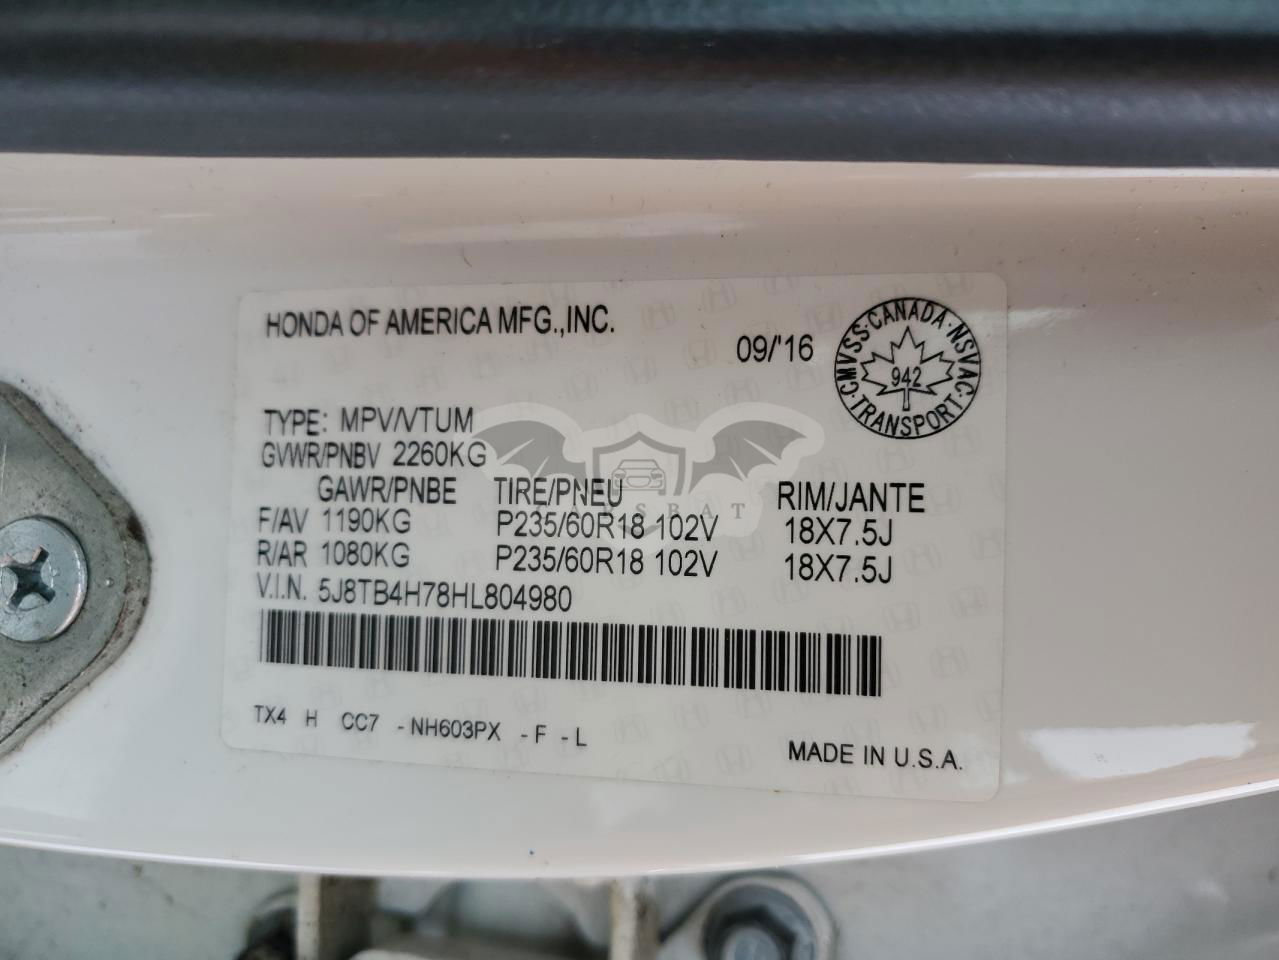 HONDA OF AMERICA MFG.,INC.
09/'16
CMVSS·CANADA·NSVAC·TRANSPORT·
942
TYPE: MPV/VTUM
GVWR/PNBV 2260KG
GAWR/PNBE TIRE/PNEU RIM/JANTE
F/AV 1190KG P235/60R18 102V 18X7.5J
R/AR 1080KG P235/60R18 102V 18X7.5J
CARSBAT
V.I.N. 5J8TB4H78HL804980
TX4 H CC7 -NH603PX -F -L
MADE IN U.S.A.